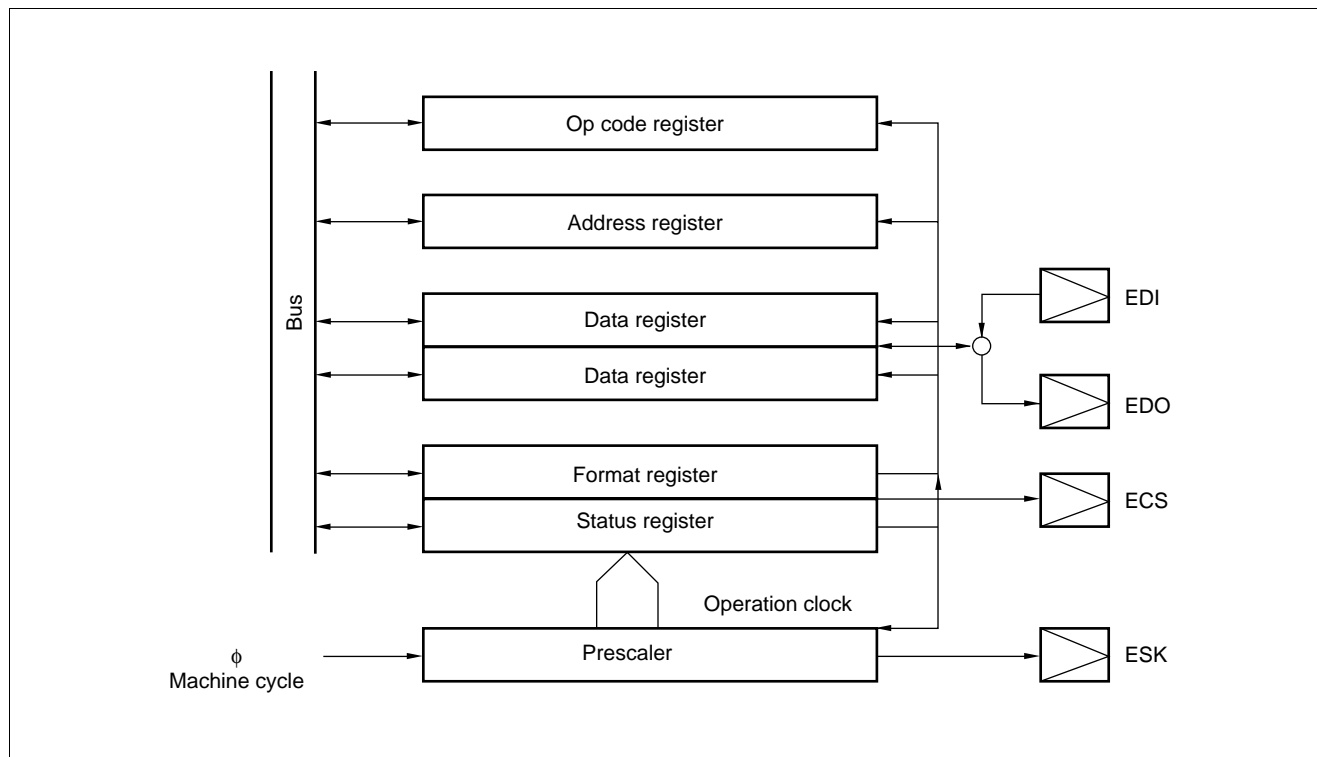 Op code register
Address register
Bus
Data register
EDI
Data register
EDO
Format register
ECS
Status register
Operation clock
Prescaler
ESK
φ
Machine cycle